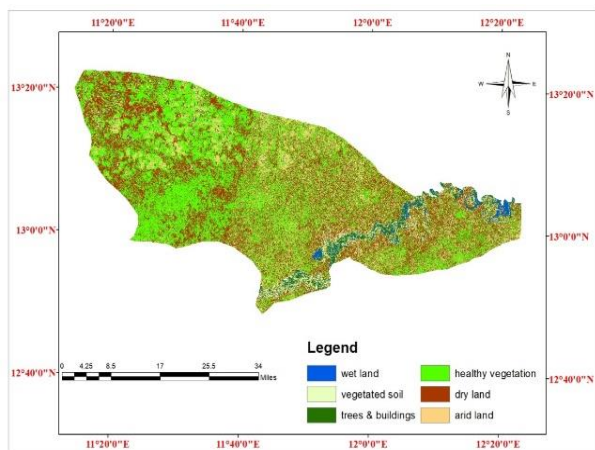 11°20'0"E 11°40'0"E 12°0'0"E 12°20'0"E
N
13°20'0"N 13°20'0"N
W E
S
13°0'0"N 13°0'0"N
Legend
wet land healthy vegetation
0 4.25 8.5 17 25.5 34
vegetated soil dry land
Miles
12°40'0"N 12°40'0"N
trees & buildings arid land
11°20'0"E 11°40'0"E 12°0'0"E 12°20'0"E